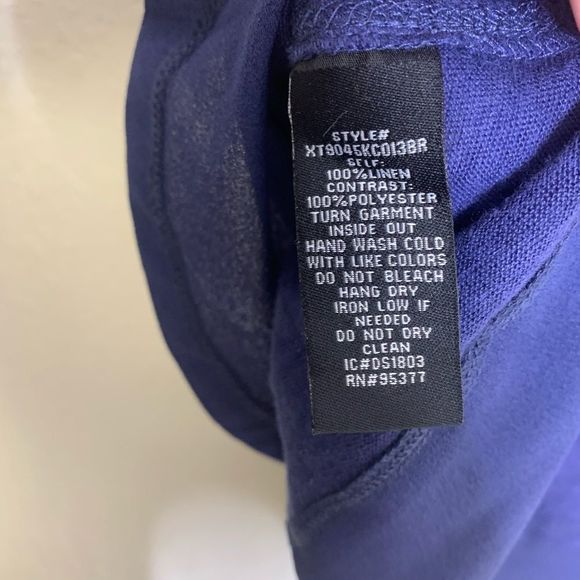 STYLE#
XT9045KC013BR
SELF:
100%LINEN
CONTRAST:
100%POLYESTER
TURN GARMENT
INSIDE OUT
HAND WASH COLD
WITH LIKE COLORS
DO NOT BLEACH
HANG DRY
IRON LOW IF
NEEDED
DO NOT DRY
CLEAN
IC#DS1803
RN#95377